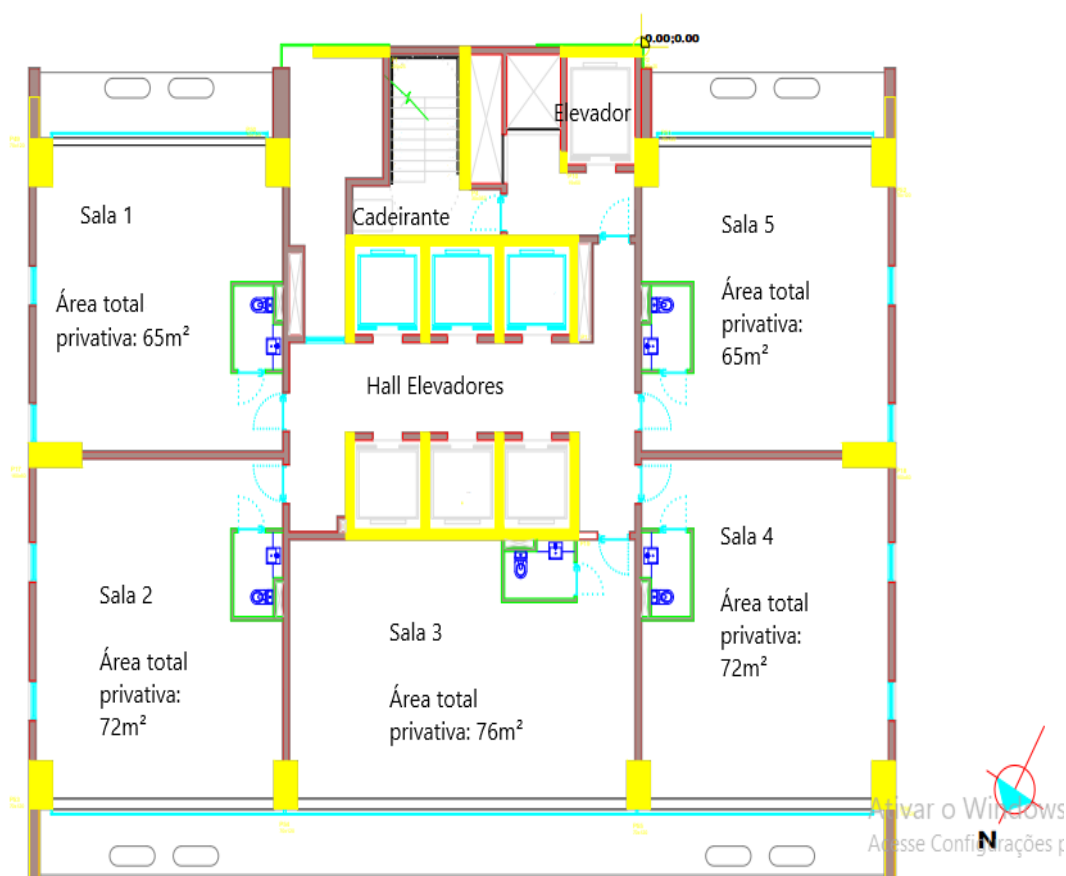 0.00;0.00
Elevador
Cadeirante
Sala 1
Área total
privativa: 65m²
Sala 5
Área total
privativa:
65m²
Hall Elevadores
Sala 2
Área total
privativa:
72m²
Sala 3
Área total
privativa: 76m²
Sala 4
Área total
privativa:
72m²
N
Ativar o Windows
Acesse Configurações p